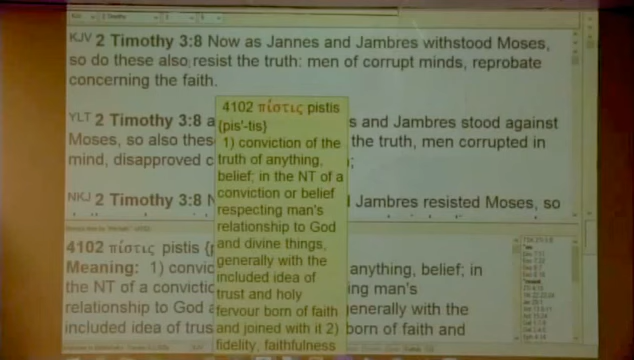 KJV 2 Timothy 3:8 Now as Jannes and Jambres withstood Moses,
so do these also resist the truth: men of corrupt minds, reprobate
concerning the faith.
4102 πίστις pistis
{pis'-tis}
1) conviction of the
truth of anything,
belief; in the NT of a
conviction or belief
respecting man's
relationship to God
and divine things,
generally with the
included idea of
trust and holy
fervour born of faith
and joined with it 2)
fidelity, faithfulness
YLT 2 Timothy 3:8 a s and Jambres stood against
Moses, so also thes the truth, men corrupted in
mind, disapproved c ;
NKJ 2 Timothy 3:8 N Jambres resisted Moses, so
4102 πίστις pistis {p
Meaning: 1) convic anything, belief; in
the NT of a convictic ing man's
relationship to God a generally with the
included idea of trus born of faith and